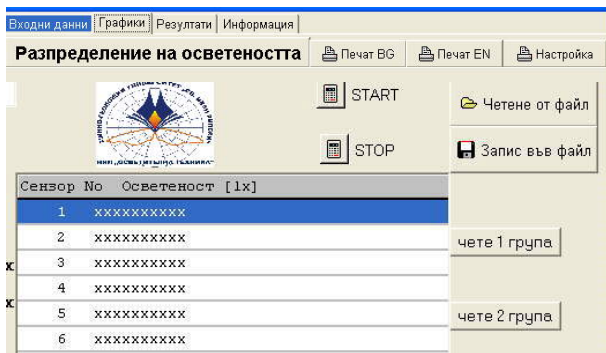 Входни данни Графики Резултати Информация
Разпределение на осветеността Печат BG Печат EN Настройка
START Четене от файл
STOP Запис във файл
Сензор No Осветеност [lx]
1 xxxxxxxxxx
2 xxxxxxxxxx
чете 1 група
x 3 xxxxxxxxxx
4 xxxxxxxxxx
x 5 xxxxxxxxxx
чете 2 група
6 xxxxxxxxxx